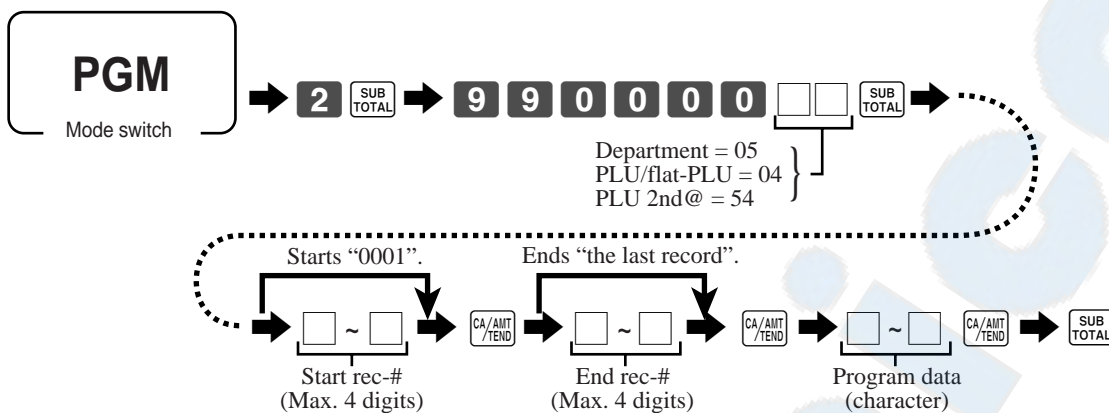 PGM
Mode switch
2 SUB TOTAL 9 9 0 0 0 0 SUB TOTAL
Department = 05
PLU/flat-PLU = 04
PLU 2nd@ = 54
Starts “0001”. Ends “the last record”.
~ CA/AMT /TEND ~ CA/AMT /TEND ~ CA/AMT /TEND SUB TOTAL
Start rec-# End rec-# Program data
(Max. 4 digits) (Max. 4 digits) (character)